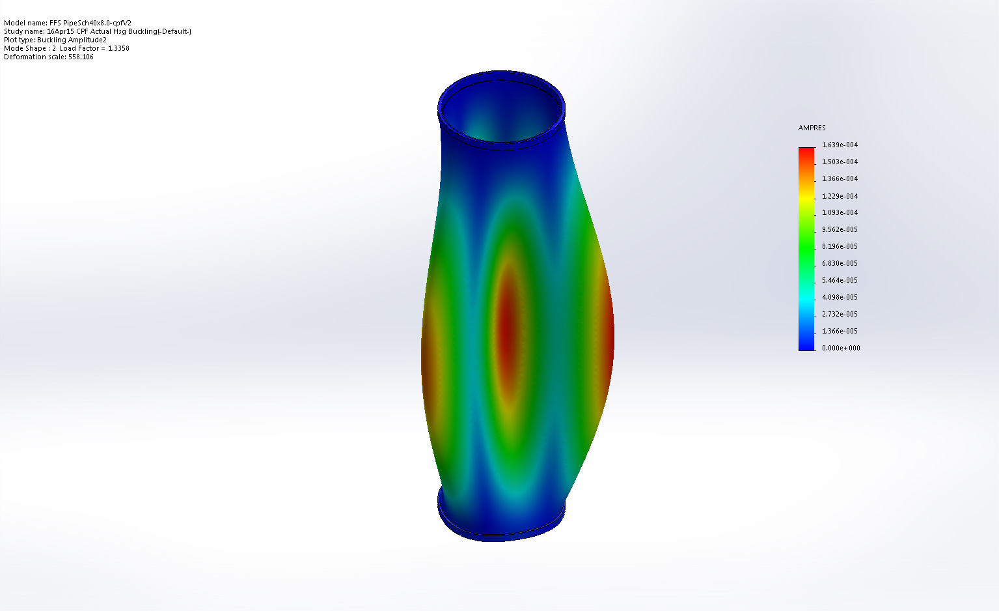 Model name: FFS PipeSch40x8.0-cpfV2
Study name: 16Apr15 CPF Actual Hsg Buckling(-Default-)
Plot type: Buckling Amplitude2
Mode Shape : 2 Load Factor = 1.3358
Deformation scale: 558.106
AMPRES
1.639e-004
1.503e-004
1.366e-004
1.229e-004
1.093e-004
9.562e-005
8.196e-005
6.830e-005
5.464e-005
4.098e-005
2.732e-005
1.366e-005
0.000e+000